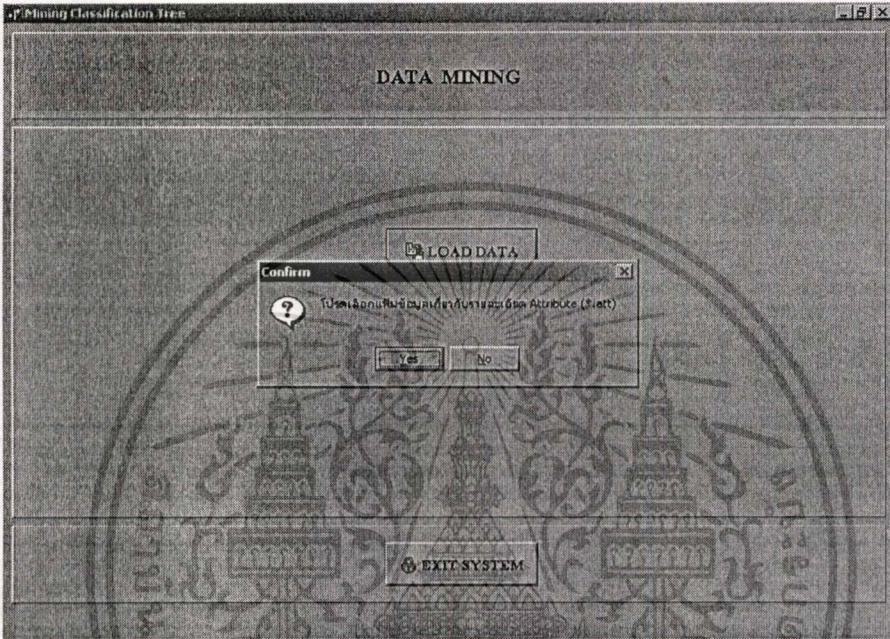 Mining Classification Tree
DATA MINING
LOAD DATA
Confirm
โปรดเลือกแฟ้มข้อมูลเกี่ยวกับรายละเอียด Attribute (*.att)
Yes
No
EXIT SYSTEM